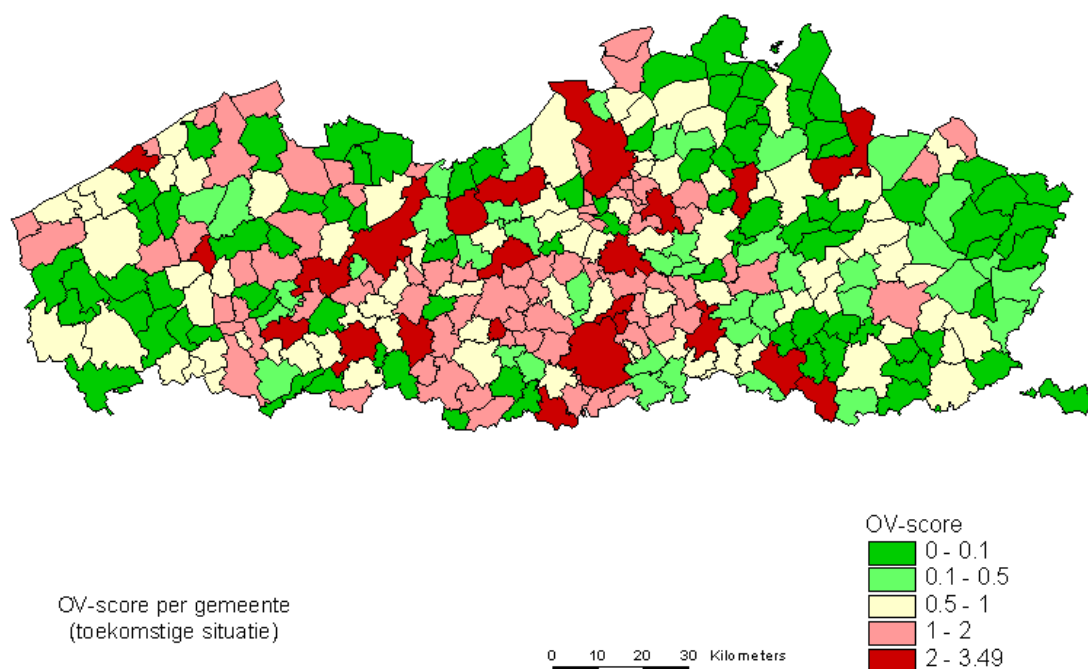 OV-score
0 - 0.1
0.1 - 0.5
0.5 - 1
1 - 2
2 - 3.49
OV-score per gemeente
(toekomstige situatie)
0 10 20 30 Kilometers